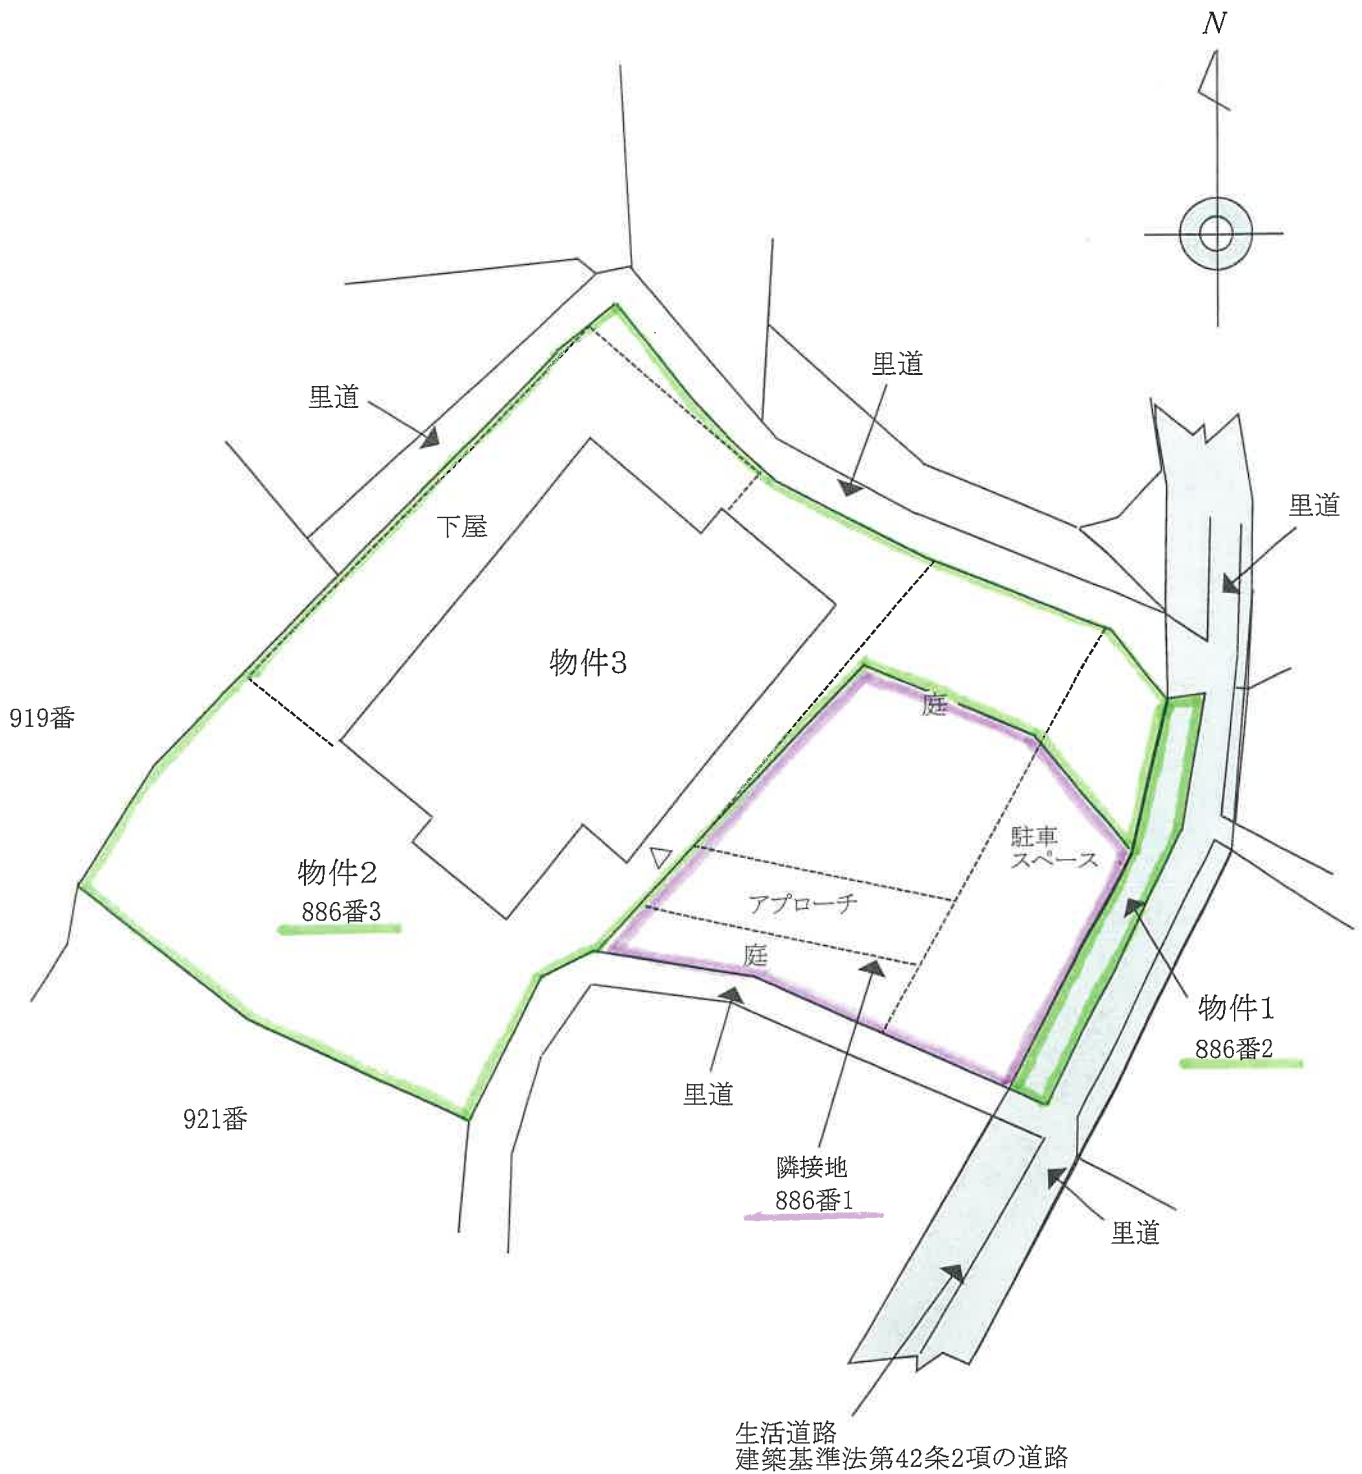 N
里道
里道
里道
下屋
物件3
庭
919番
駐車
スペース
物件2
886番3
アプローチ
庭
物件1
886番2
里道
921番
隣接地
886番1
里道
生活道路
建築基準法第42条2項の道路